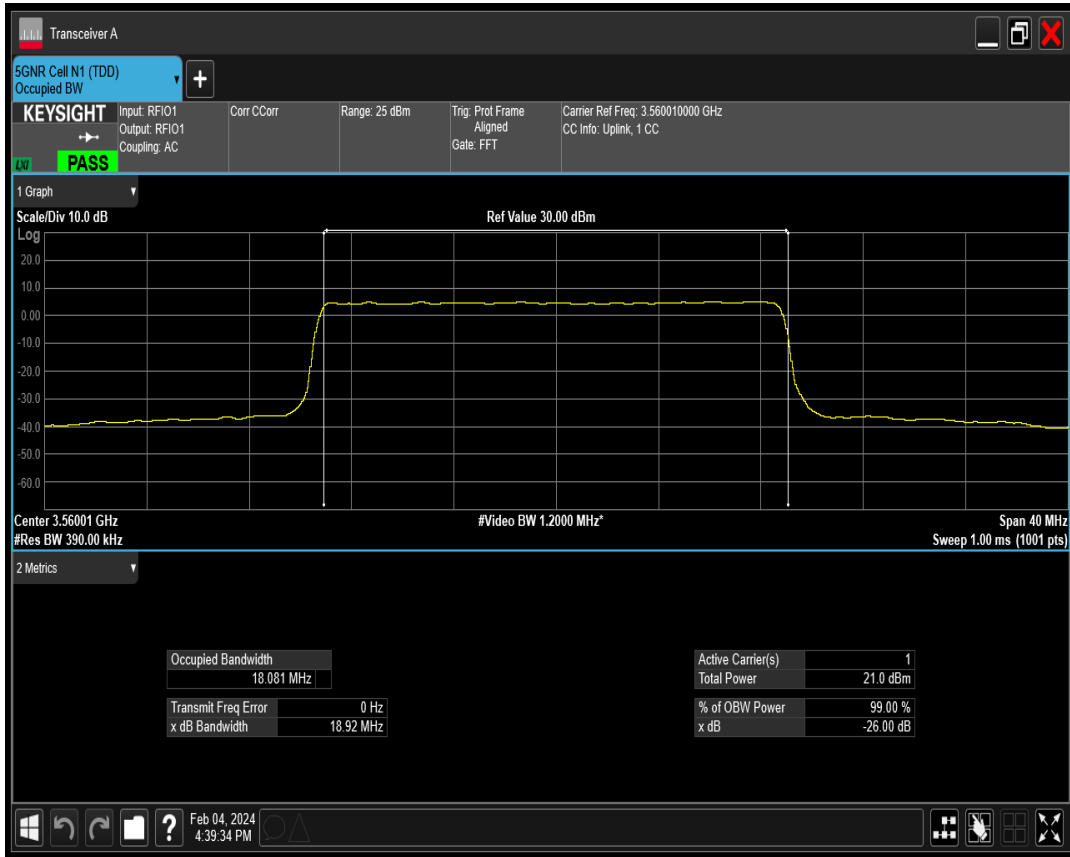 Transceiver A
5GNR Cell N1 (TDD)
Occupied BW
+
KEYSIGHT
LXI
PASS
Input: RFIO1
Output: RFIO1
Coupling: AC
Corr CCorr
Range: 25 dBm
Trig: Prot Frame
Aligned
Gate: FFT
Carrier Ref Freq: 3.560010000 GHz
CC Info: Uplink, 1 CC
1 Graph
Scale/Div 10.0 dB
Ref Value 30.00 dBm
Log
20.0
10.0
0.00
-10.0
-20.0
-30.0
-40.0
-50.0
-60.0
Center 3.56001 GHz
#Video BW 1.2000 MHz*
Span 40 MHz
#Res BW 390.00 kHz
Sweep 1.00 ms (1001 pts)
2 Metrics
Occupied Bandwidth
18.081 MHz
Transmit Freq Error 0 Hz
x dB Bandwidth 18.92 MHz
Active Carrier(s) 1
Total Power 21.0 dBm
% of OBW Power 99.00 %
x dB -26.00 dB
?
Feb 04, 2024
4:39:34 PM